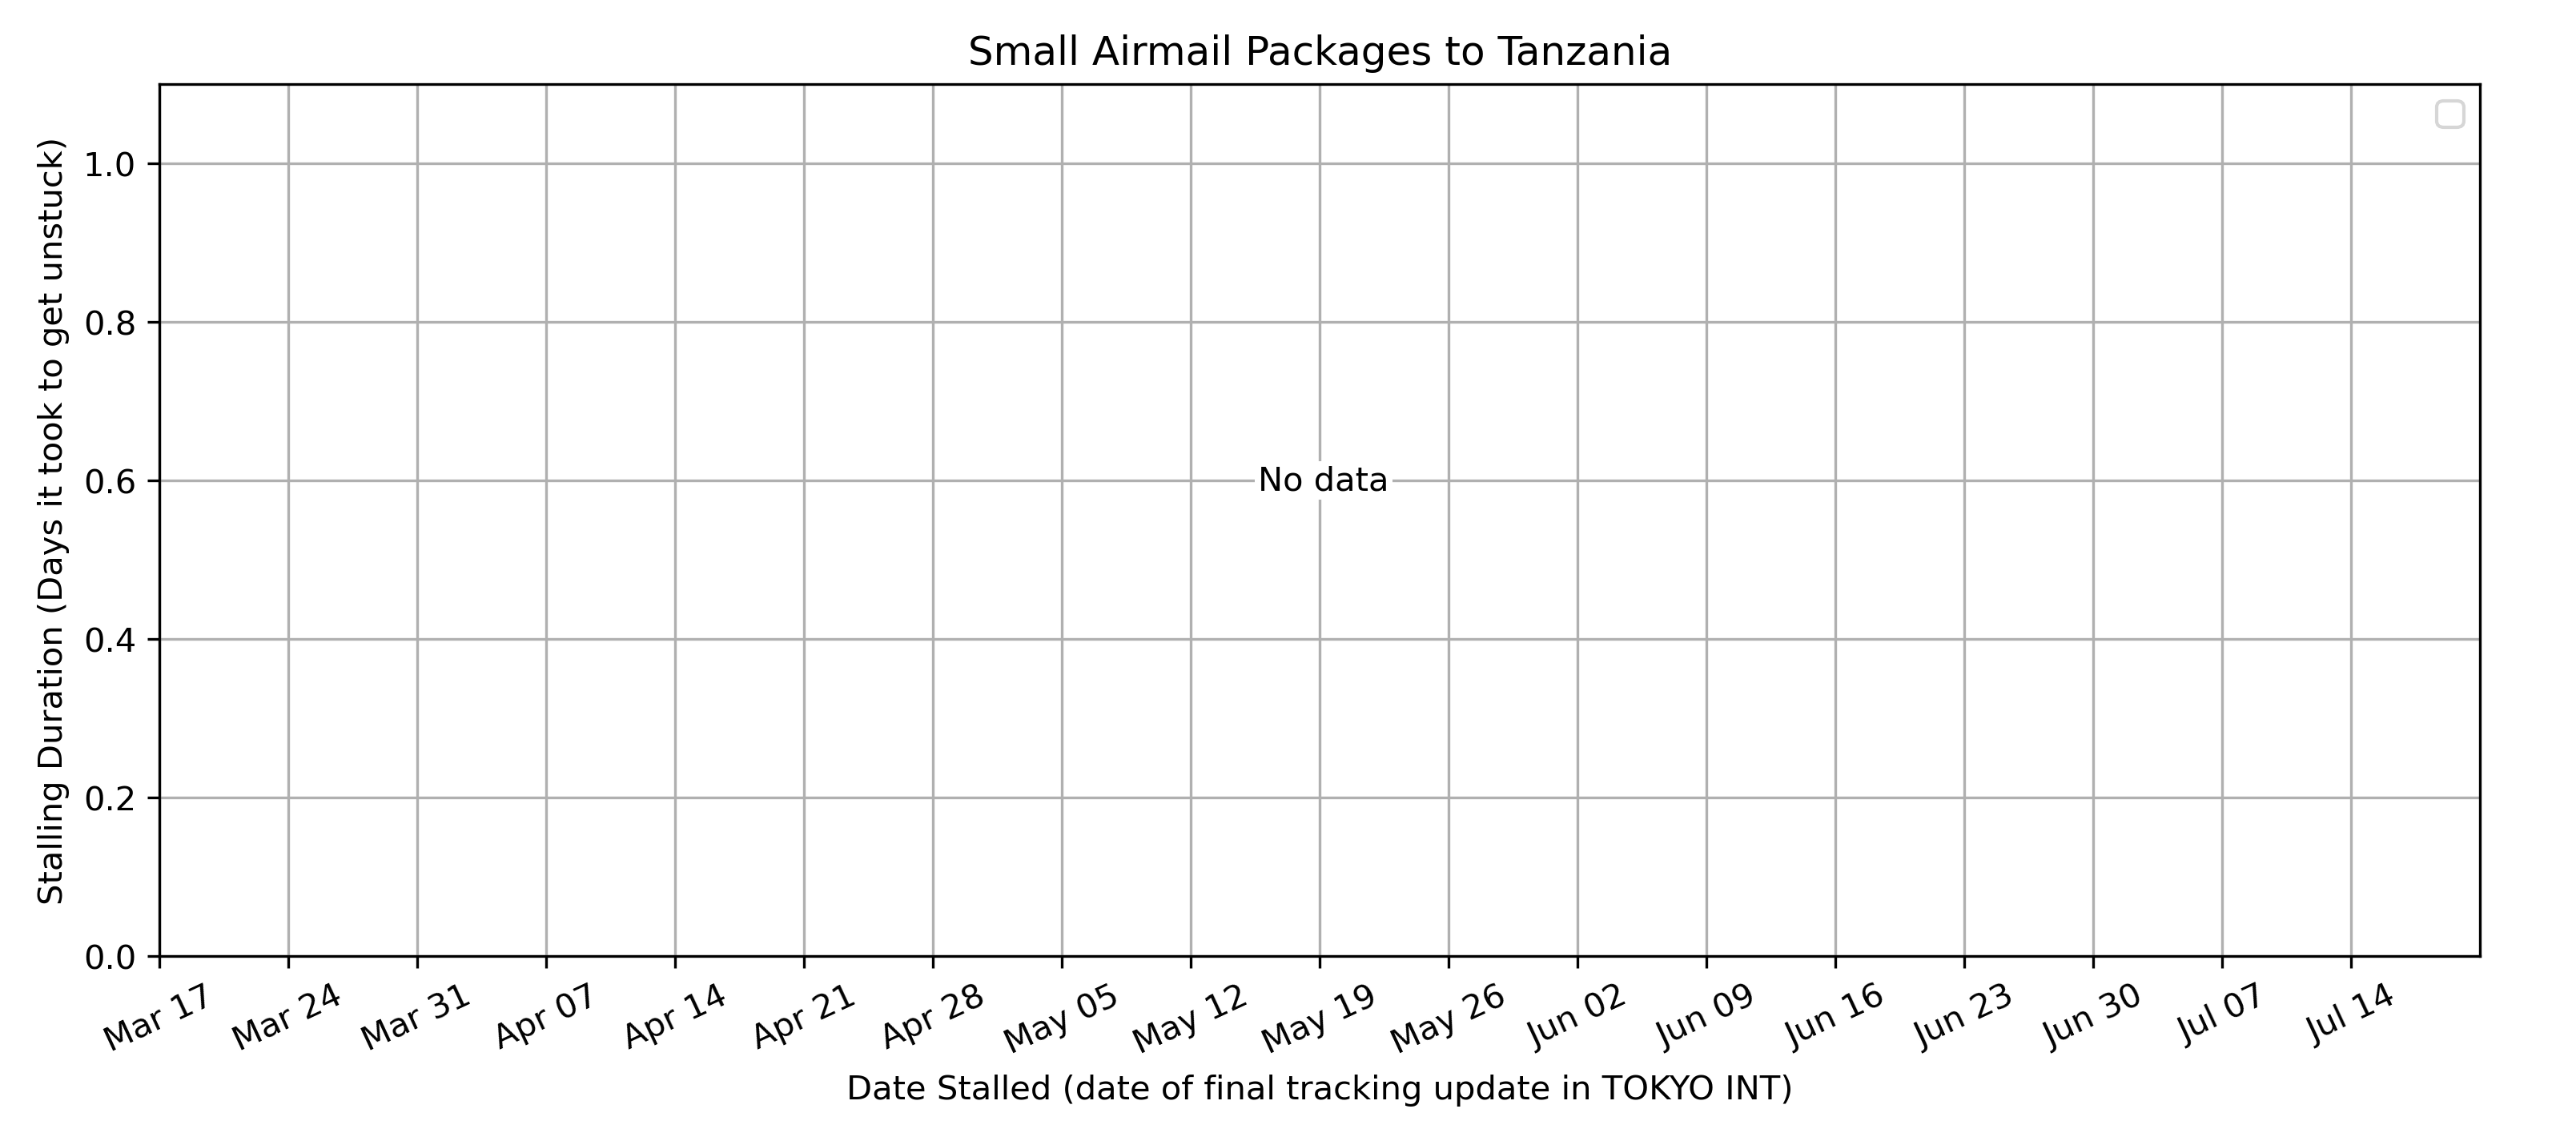 Small Airmail Packages to Tanzania
Stalling Duration (Days it took to get unstuck)
1.0
0.8
0.6
0.4
0.2
0.0
No data
Mar 17
Mar 24
Mar 31
Apr 07
Apr 14
Apr 21
Apr 28
May 05
May 12
May 19
May 26
Jun 02
Jun 09
Jun 16
Jun 23
Jun 30
Jul 07
Jul 14
Date Stalled (date of final tracking update in TOKYO INT)